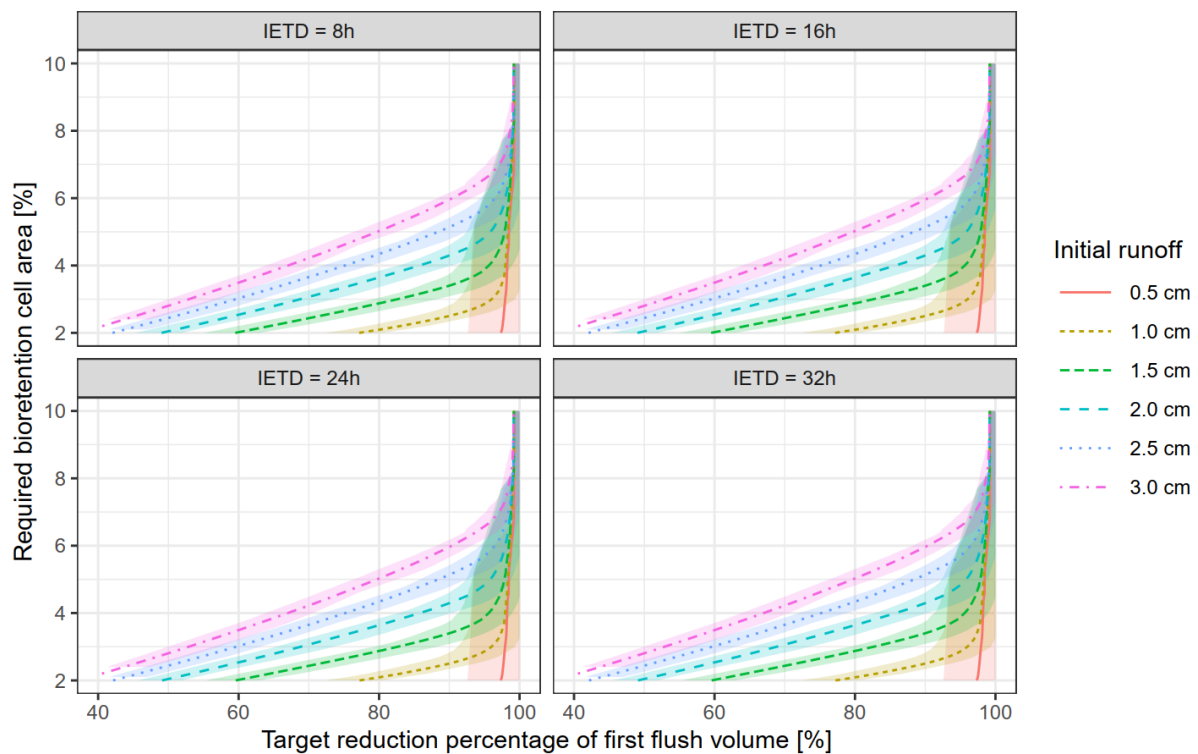 IETD = 8h
IETD = 16h
10
8
6
4
2
IETD = 24h
IETD = 32h
10
8
6
4
2
40 60 80 100 40 60 80 100
Required bioretention cell area [%]
Target reduction percentage of first flush volume [%]
Initial runoff
0.5 cm
1.0 cm
1.5 cm
2.0 cm
2.5 cm
3.0 cm